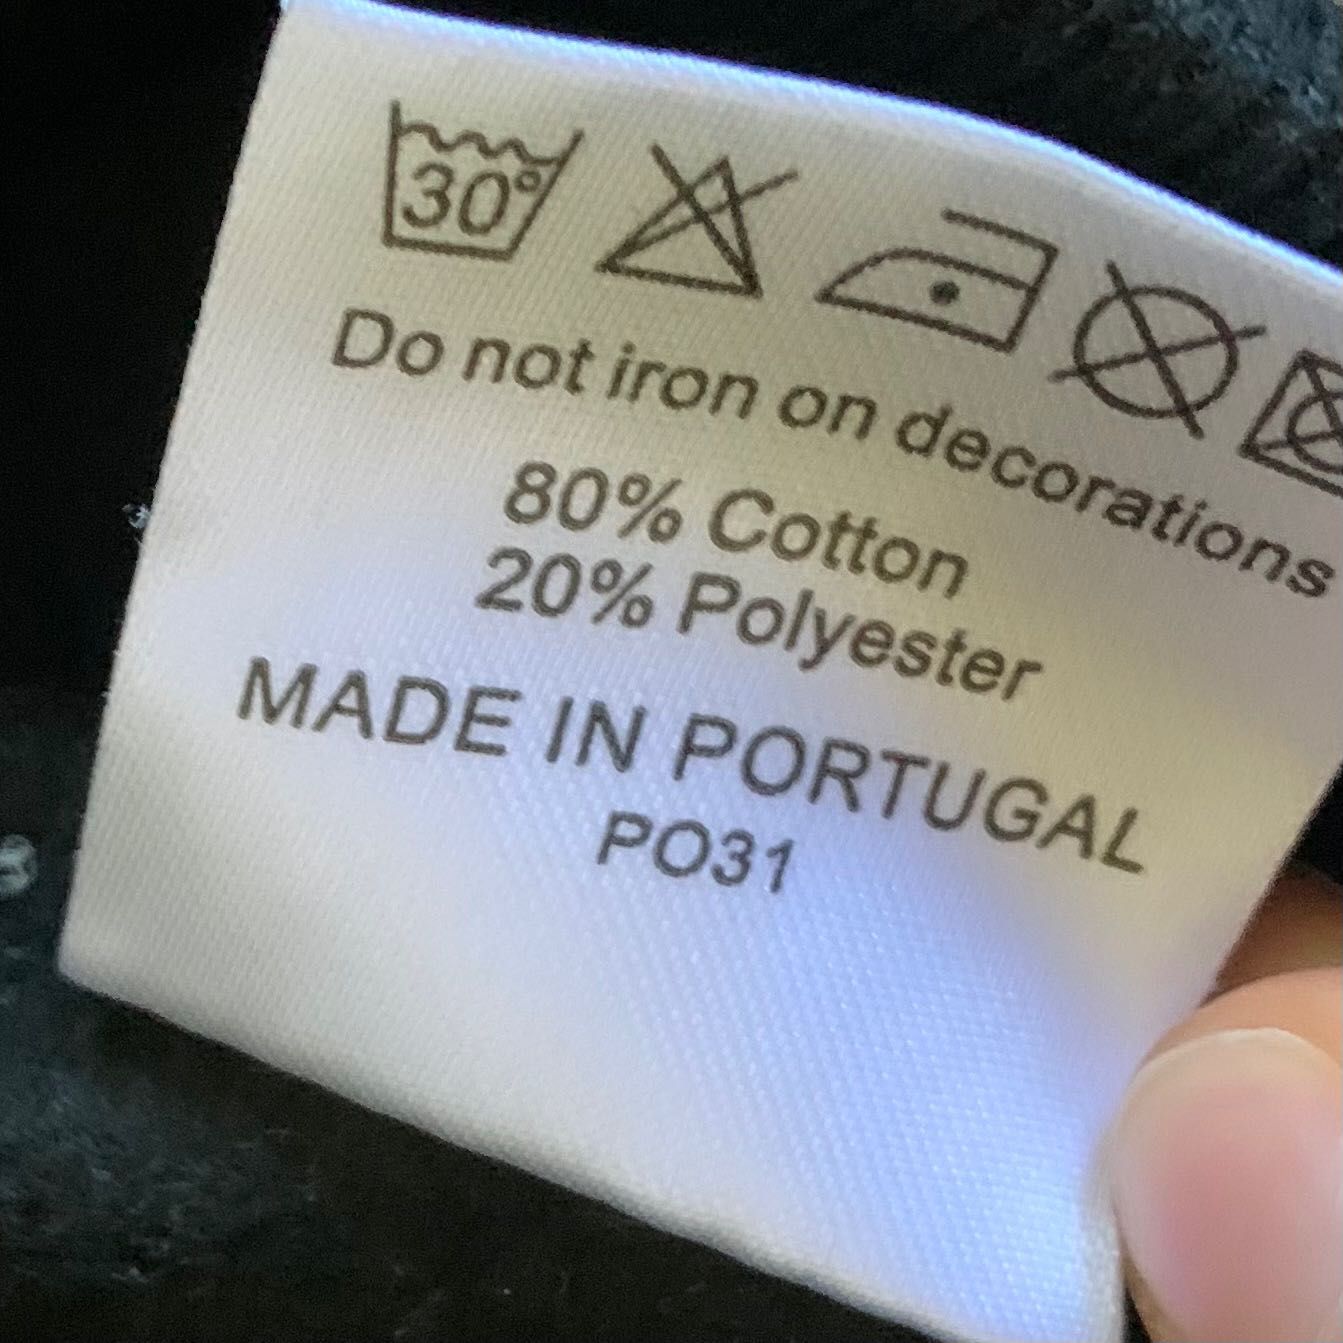 30°
Do not iron on decorations
80% Cotton
20% Polyester
MADE IN PORTUGAL
PO31